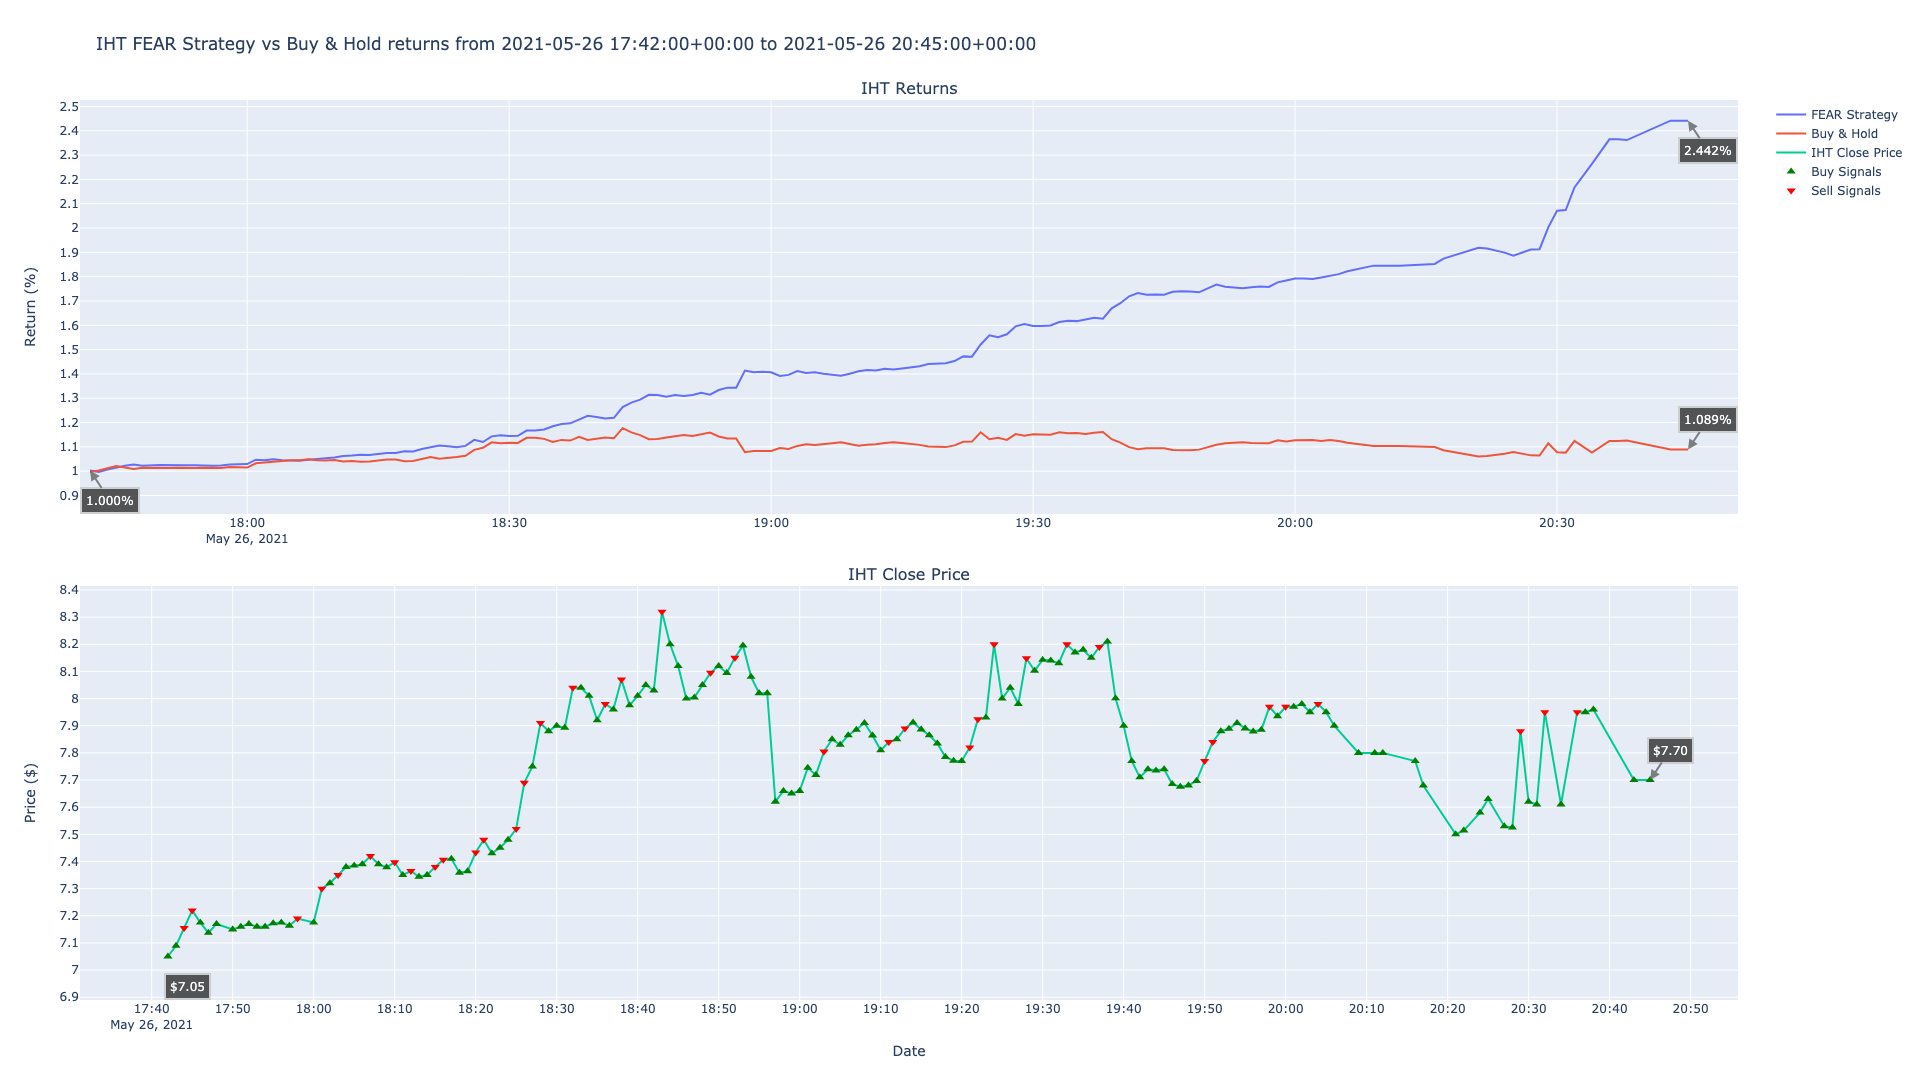 IHT FEAR Strategy vs Buy & Hold returns from 2021-05-26 17:42:00+00:00 to 2021-05-26 20:45:00+00:00
IHT Returns
2.5
2.4
2.3
2.2
2.1
2
1.9
1.8
1.7
1.6
1.5
1.4
1.3
1.2
1.1
1
0.9
Return (%)
2.442%
1.089%
1.000%
18:00 18:30 19:00 19:30 20:00 20:30
May 26, 2021
FEAR Strategy
Buy & Hold
IHT Close Price
Buy Signals
Sell Signals
IHT Close Price
8.4
8.3
8.2
8.1
8
7.9
7.8
7.7
7.6
7.5
7.4
7.3
7.2
7.1
7
6.9
Price ($)
$7.70
$7.05
17:40 17:50 18:00 18:10 18:20 18:30 18:40 18:50 19:00 19:10 19:20 19:30 19:40 19:50 20:00 20:10 20:20 20:30 20:40 20:50
May 26, 2021
Date